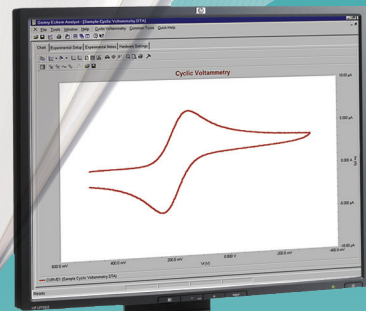 hp
Gamry Echem Analyst - [Sample Cyclic Voltammetry.DTA]
File Tools Window Help Cyclic Voltammetry Common Tools Quick Help
Chart Experimental Setup Experimental Notes Hardware Settings
Cyclic Voltammetry
10.00 µA
5.000 µA
0.000 A
-5.000 µA
-10.00 µA
600.0 mV 400.0 mV 200.0 mV 0.000 V -200.0 mV -400.0 mV
CURVE1 (Sample Cyclic Voltammetry.DTA)
Ready